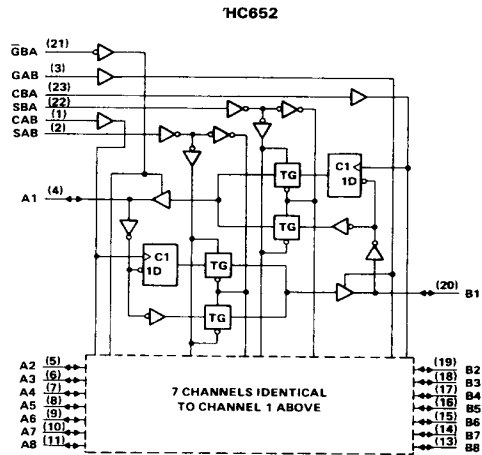 'HC652
G̅BA (21)
GAB (3)
CBA (23)
SBA (22)
CAB (1)
SAB (2)
TG
C1
1D
A1 (4)
TG
C1
1D
TG
(20) B1
TG
A2 (5)
A3 (6)
A4 (7)
A5 (8)
A6 (9)
A7 (10)
A8 (11)
7 CHANNELS IDENTICAL
TO CHANNEL 1 ABOVE
(19) B2
(18) B3
(17) B4
(16) B5
(15) B6
(14) B7
(13) B8